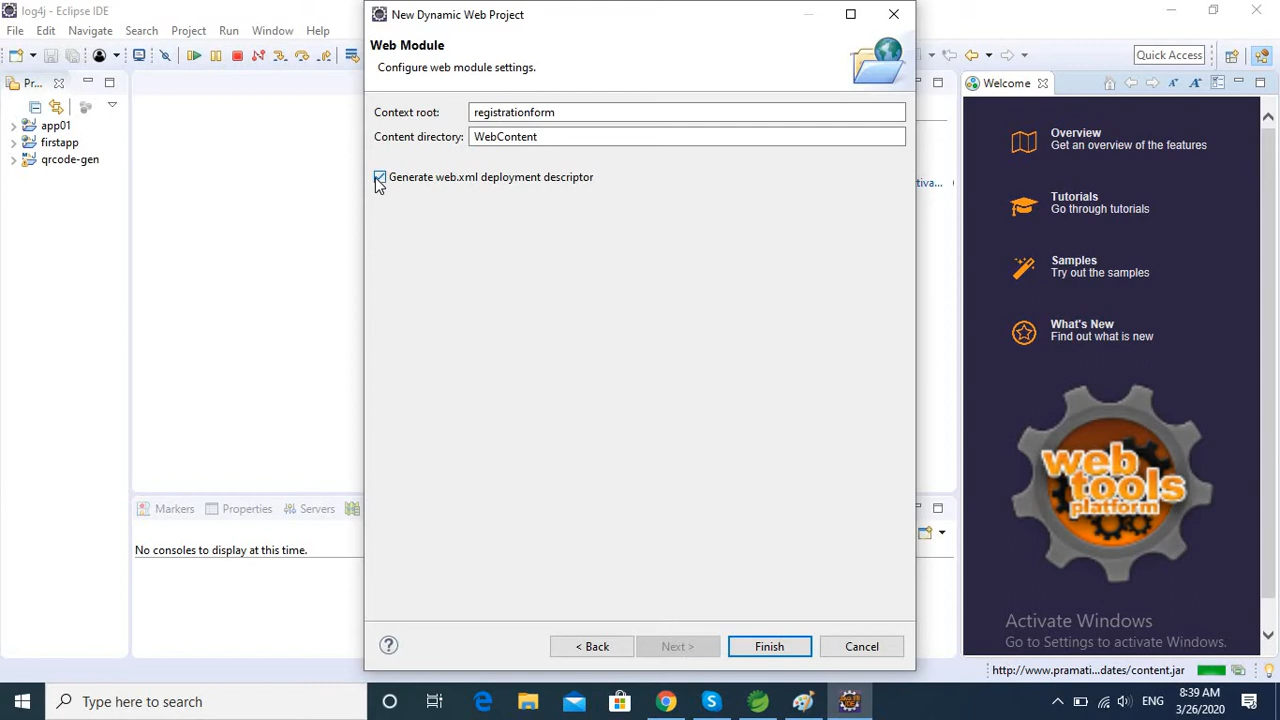 log4j - Eclipse IDE
File Edit Navigate Search Project Run Window Help
Quick Access
Pr...
app01
firstapp
qrcode-gen
New Dynamic Web Project
Web Module
Configure web module settings.
Context root: registrationform
Content directory: WebContent
Generate web.xml deployment descriptor
< Back Next > Finish Cancel
Markers Properties Servers
No consoles to display at this time.
Welcome
Overview
Get an overview of the features
tiva...
Tutorials
Go through tutorials
Samples
Try out the samples
What's New
Find out what is new
web
tools
platform
Activate Windows
Go to Settings to activate Windows.
http://www.pramati...dates/content.jar
Type here to search
ENG
8:39 AM
3/26/2020